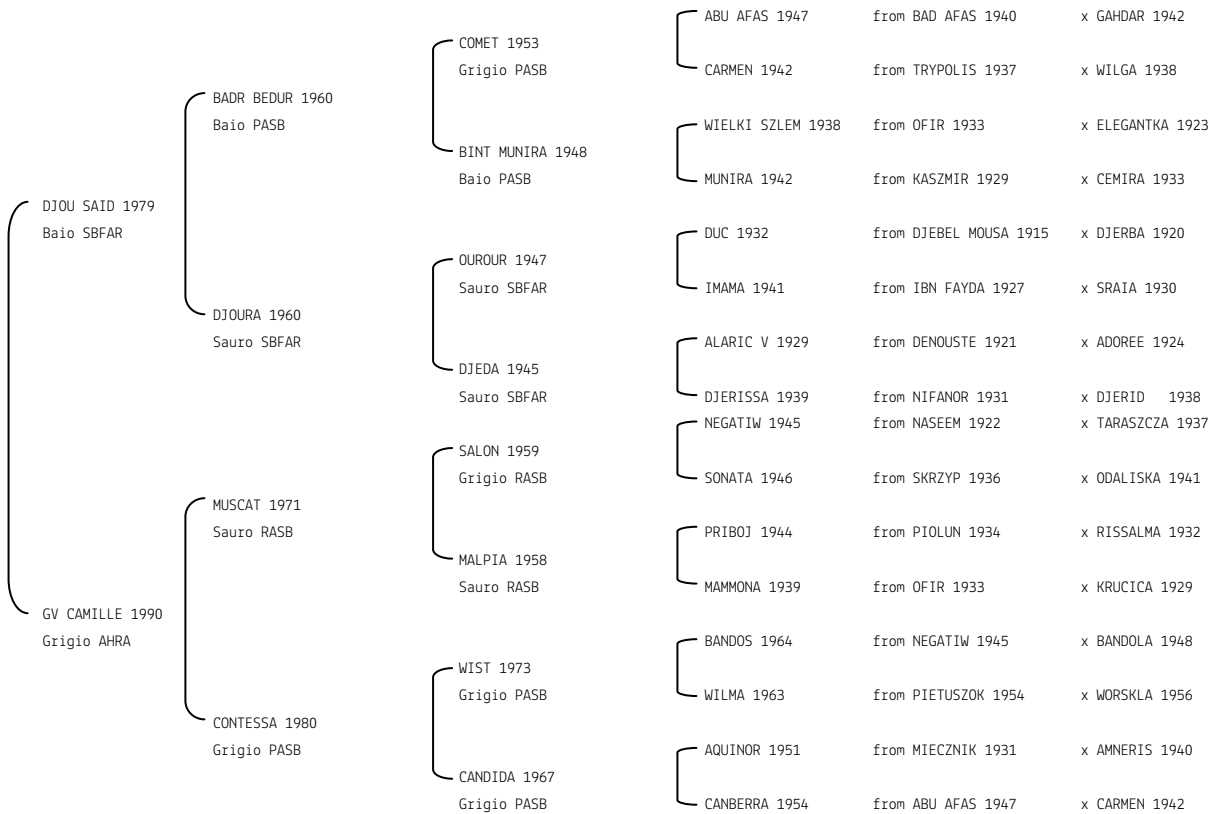 ABU AFAS 1947 from BAD AFAS 1940 x GAHDAR 1942
COMET 1953
Grigio PASB
CARMEN 1942 from TRYPOLIS 1937 x WILGA 1938
BADR BEDUR 1960
Baio PASB
WIELKI SZLEM 1938 from OFIR 1933 x ELEGANTKA 1923
BINT MUNIRA 1948
Baio PASB
MUNIRA 1942 from KASZMIR 1929 x CEMIRA 1933
DJOU SAID 1979
Baio SBFAR
DUC 1932 from DJEBEL MOUSA 1915 x DJERBA 1920
OUROUR 1947
Sauro SBFAR
IMAMA 1941 from IBN FAYDA 1927 x SRAIA 1930
DJOURA 1960
Sauro SBFAR
ALARIC V 1929 from DENOUSTE 1921 x ADOREE 1924
DJEDA 1945
Sauro SBFAR
DJERISSA 1939 from NIFANOR 1931 x DJERID 1938
NEGATIW 1945 from NASEEM 1922 x TARASZCZA 1937
SALON 1959
Grigio RASB
SONATA 1946 from SKRZYP 1936 x ODALISKA 1941
MUSCAT 1971
Sauro RASB
PRIBOJ 1944 from PIOLUN 1934 x RISSALMA 1932
MALPIA 1958
Sauro RASB
MAMMONA 1939 from OFIR 1933 x KRUCICA 1929
GV CAMILLE 1990
Grigio AHRA
BANDOS 1964 from NEGATIW 1945 x BANDOLA 1948
WIST 1973
Grigio PASB
WILMA 1963 from PIETUSZOK 1954 x WORSKLA 1956
CONTESSA 1980
Grigio PASB
AQUINOR 1951 from MIECZNIK 1931 x AMNERIS 1940
CANDIDA 1967
Grigio PASB
CANBERRA 1954 from ABU AFAS 1947 x CARMEN 1942